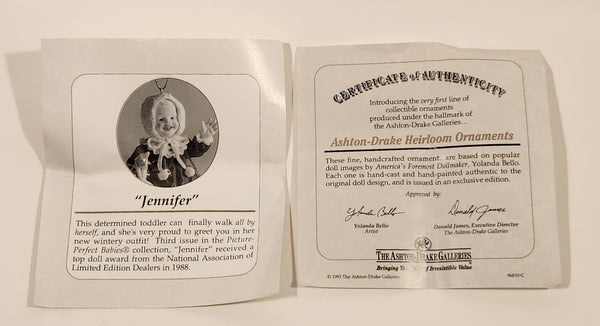 "Jennifer"
This determined toddler can finally walk all by
herself, and she's very proud to greet you in her
new wintery outfit! Third issue in the Picture-
Perfect Babies® collection, "Jennifer" received a
top doll award from the National Association of
Limited Edition Dealers in 1988.
CERTIFICATE of AUTHENTICITY
Introducing the very first line of
collectible ornaments
produced under the hallmark of
the Ashton-Drake Galleries...
Ashton-Drake Heirloom Ornaments
These fine, handcrafted ornament.. are based on popular
doll images by America's Foremost Dollmaker, Yolanda Bello.
Each one is hand-cast and hand-painted authentic to the
original doll design, and is issued in an exclusive edition.
Approved by:
Yolanda Bello
Donald James
Yolanda Bello
Artist
Donald James, Executive Director
The Ashton-Drake Galleries
THE ASHTON-DRAKE GALLERIES
Bringing You of Irresistible Value
© 1993 The Ashton-Drake Galleries
96810-C